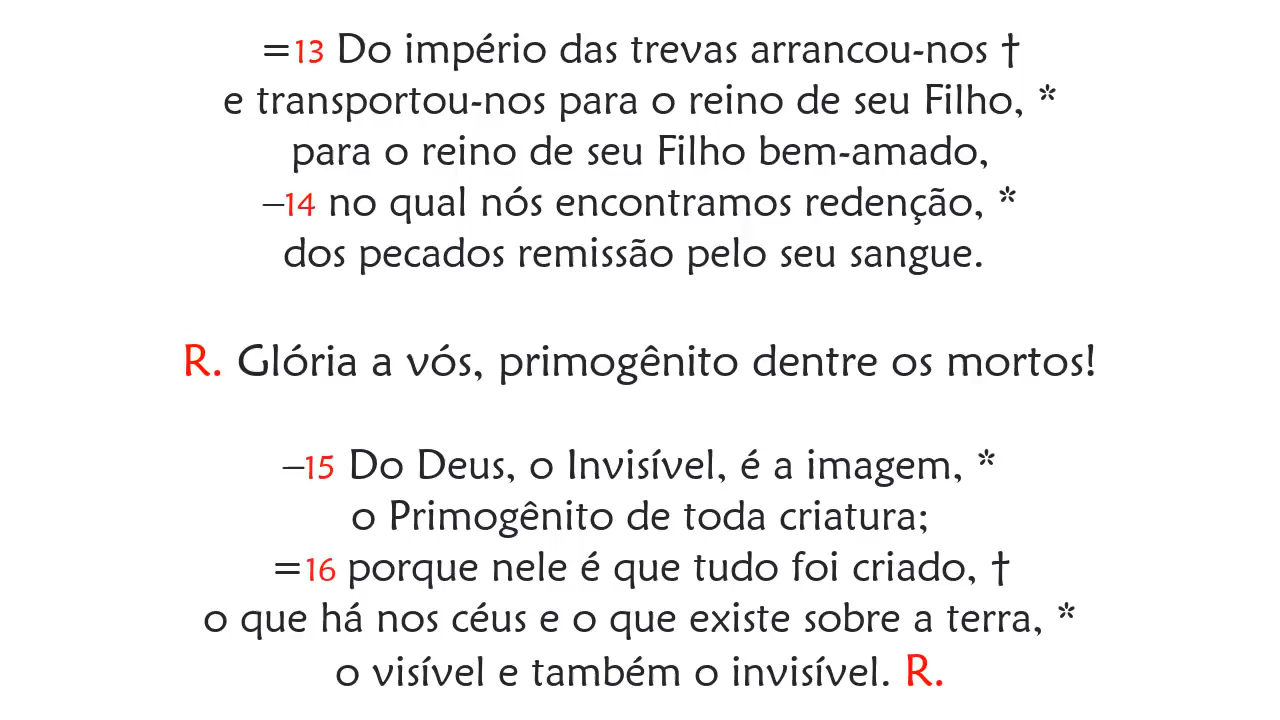 =13 Do império das trevas arrancou-nos †
e transportou-nos para o reino de seu Filho, *
para o reino de seu Filho bem-amado,
–14 no qual nós encontramos redenção, *
dos pecados remissão pelo seu sangue.
R. Glória a vós, primogênito dentre os mortos!
–15 Do Deus, o Invisível, é a imagem, *
o Primogênito de toda criatura;
=16 porque nele é que tudo foi criado, †
o que há nos céus e o que existe sobre a terra, *
o visível e também o invisível. R.